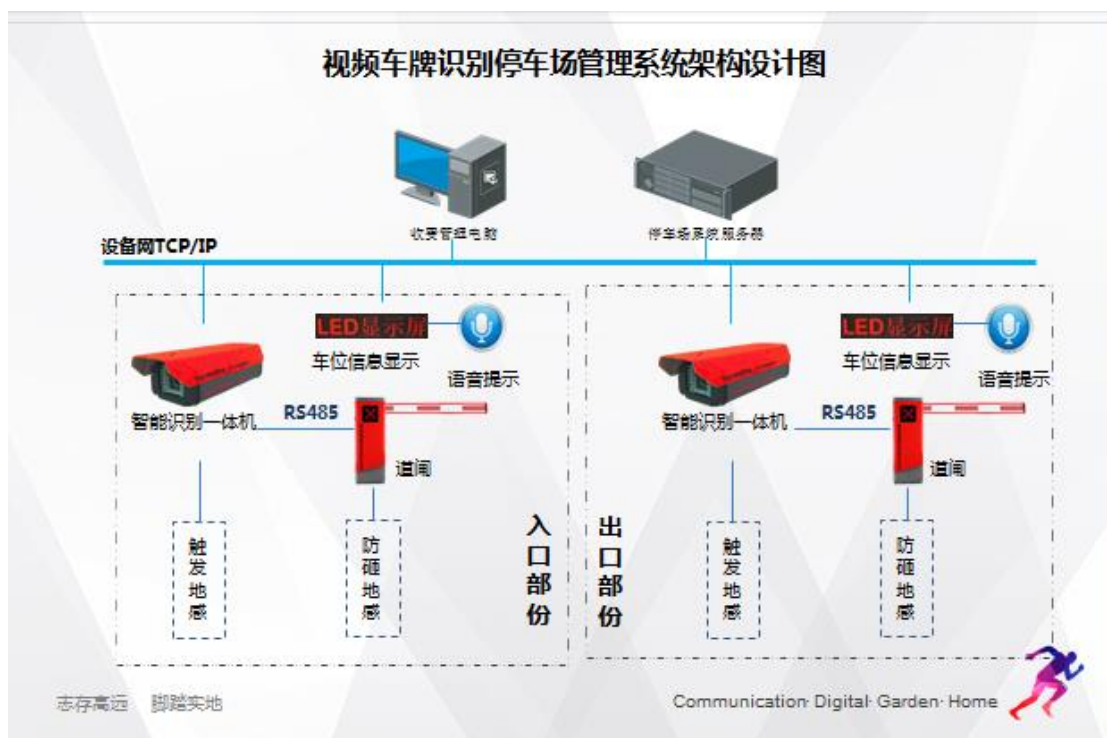 视频车牌识别停车场管理系统架构设计图
收费管理电脑
停车场系统服务器
设备网TCP/IP
LED显示屏
车位信息显示
语音提示
智能识别一体机
RS485
道闸
触发地感
防砸地感
入口部份
LED显示屏
车位信息显示
语音提示
智能识别一体机
RS485
道闸
触发地感
防砸地感
出口部份
志存高远 脚踏实地
Communication· Digital· Garden· Home